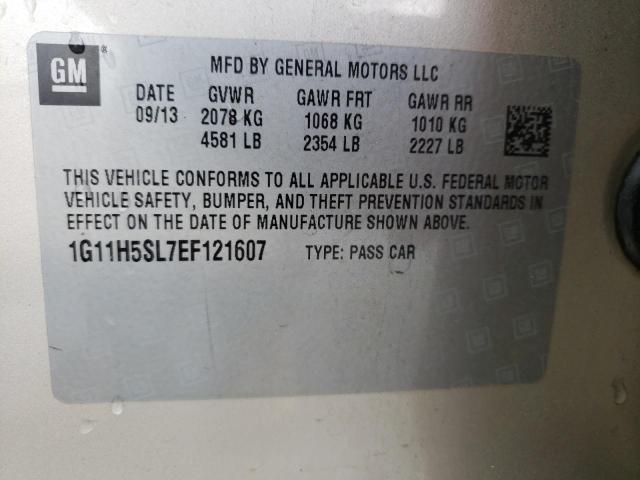 GM®
MFD BY GENERAL MOTORS LLC
DATE GVWR GAWR FRT GAWR RR
09/13 2078 KG 1068 KG 1010 KG
4581 LB 2354 LB 2227 LB
THIS VEHICLE CONFORMS TO ALL APPLICABLE U.S. FEDERAL MOTOR
VEHICLE SAFETY, BUMPER, AND THEFT PREVENTION STANDARDS IN
EFFECT ON THE DATE OF MANUFACTURE SHOWN ABOVE.
1G11H5SL7EF121607 TYPE: PASS CAR